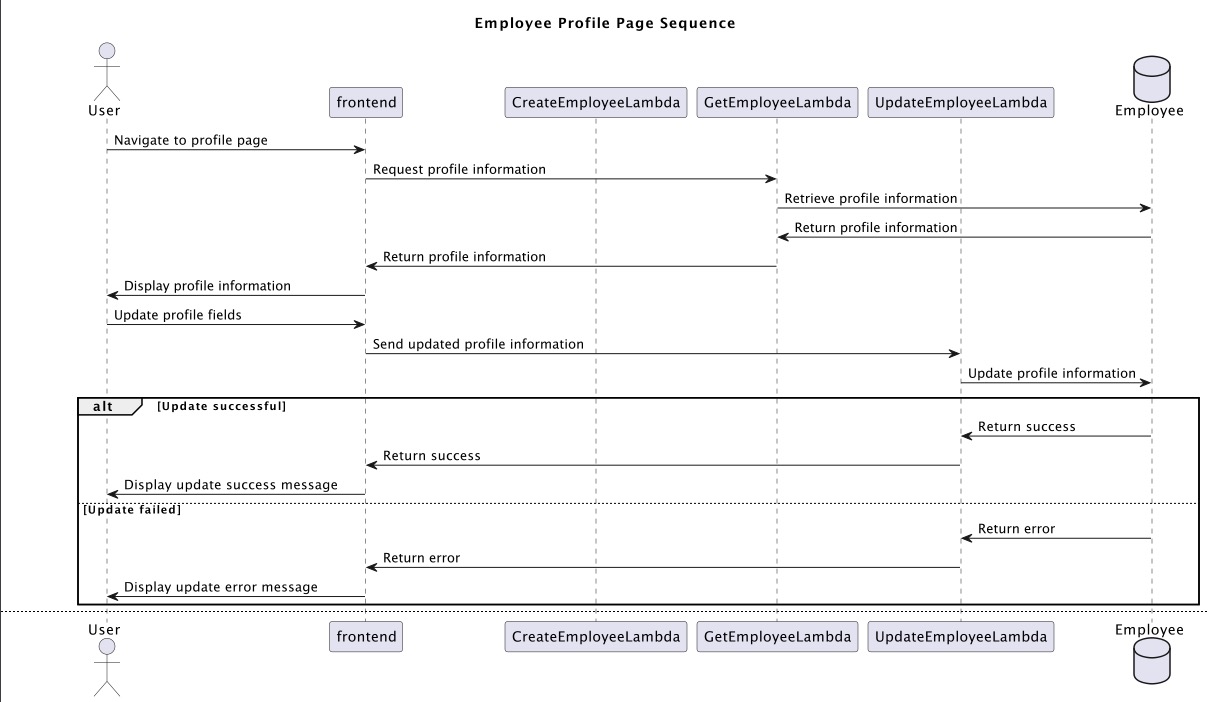 Employee Profile Page Sequence
User
frontend
CreateEmployeeLambda
GetEmployeeLambda
UpdateEmployeeLambda
Employee
Navigate to profile page
Request profile information
Retrieve profile information
Return profile information
Return profile information
Display profile information
Update profile fields
Send updated profile information
Update profile information
alt
[Update successful]
Return success
Return success
Display update success message
[Update failed]
Return error
Return error
Display update error message
User
frontend
CreateEmployeeLambda
GetEmployeeLambda
UpdateEmployeeLambda
Employee